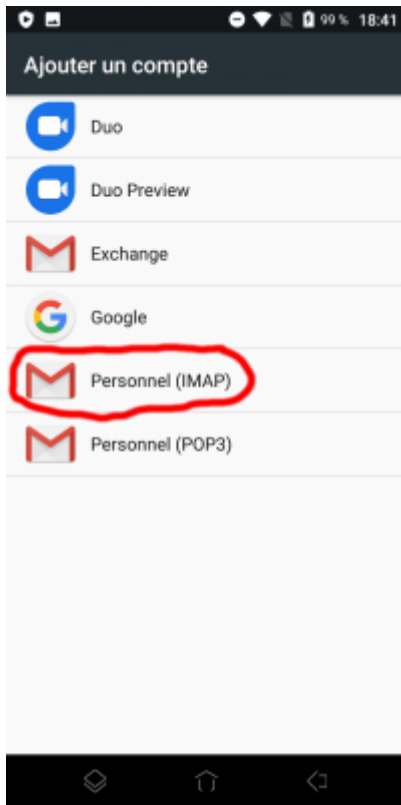 99 % 18:41
Ajouter un compte
Duo
Duo Preview
Exchange
Google
Personnel (IMAP)
Personnel (POP3)